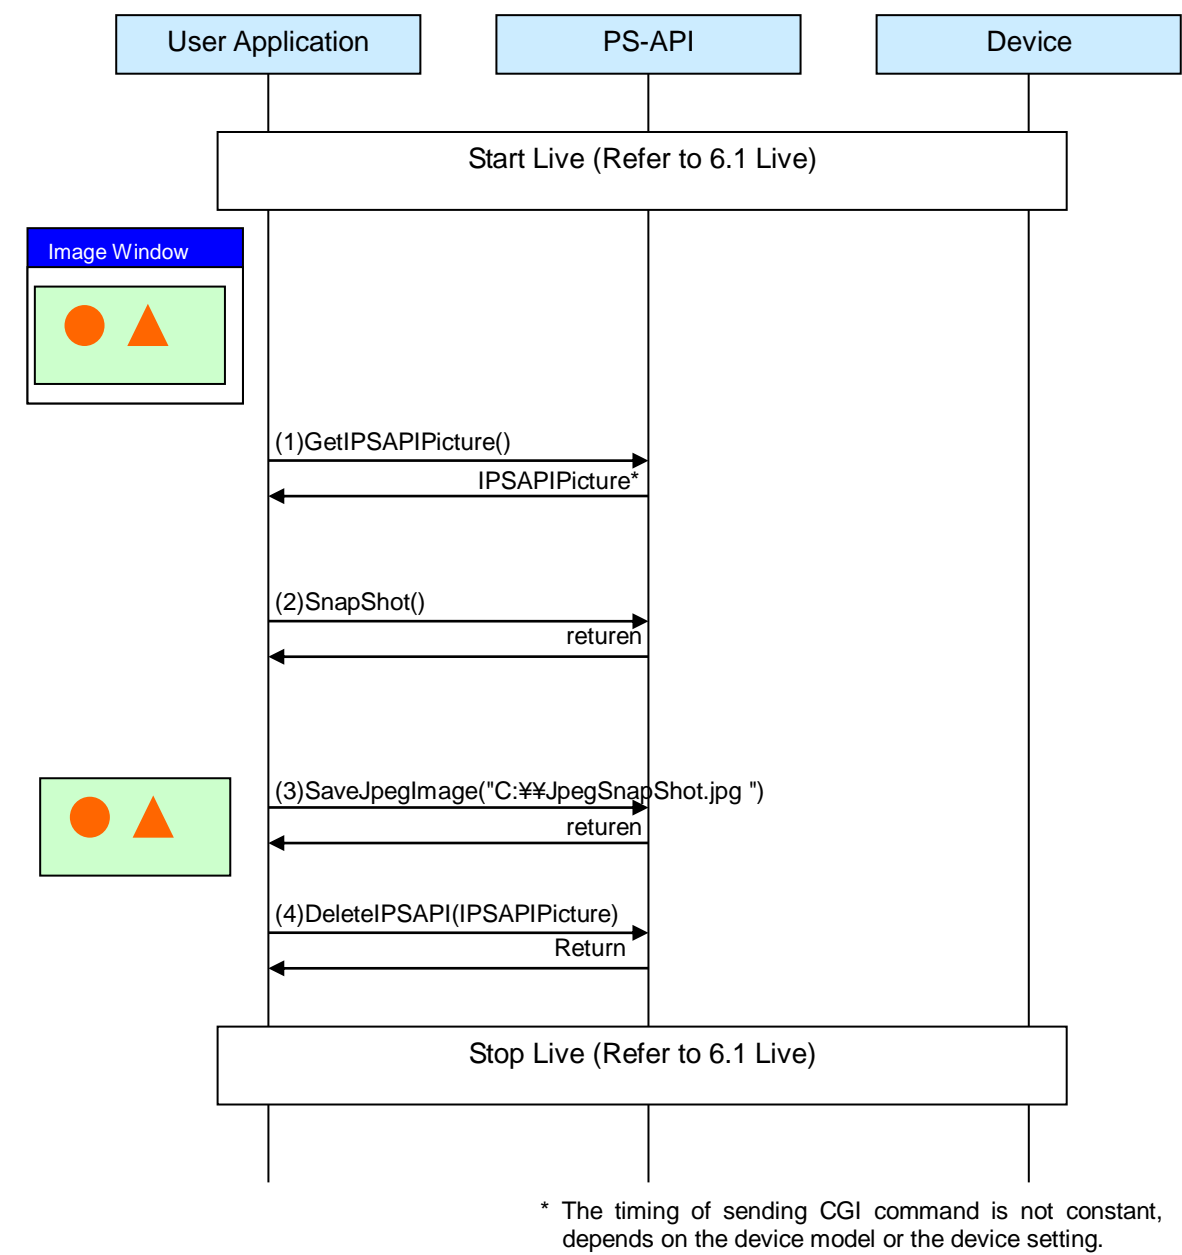 User Application
PS-API
Device
Start Live (Refer to 6.1 Live)
Image Window
(1)GetIPSAPIPicture()
IPSAPIPicture*
(2)SnapShot()
returen
(3)SaveJpegImage("C:¥¥JpegSnapShot.jpg ")
returen
(4)DeleteIPSAPI(IPSAPIPicture)
Return
Stop Live (Refer to 6.1 Live)
* The timing of sending CGI command is not constant,
depends on the device model or the device setting.